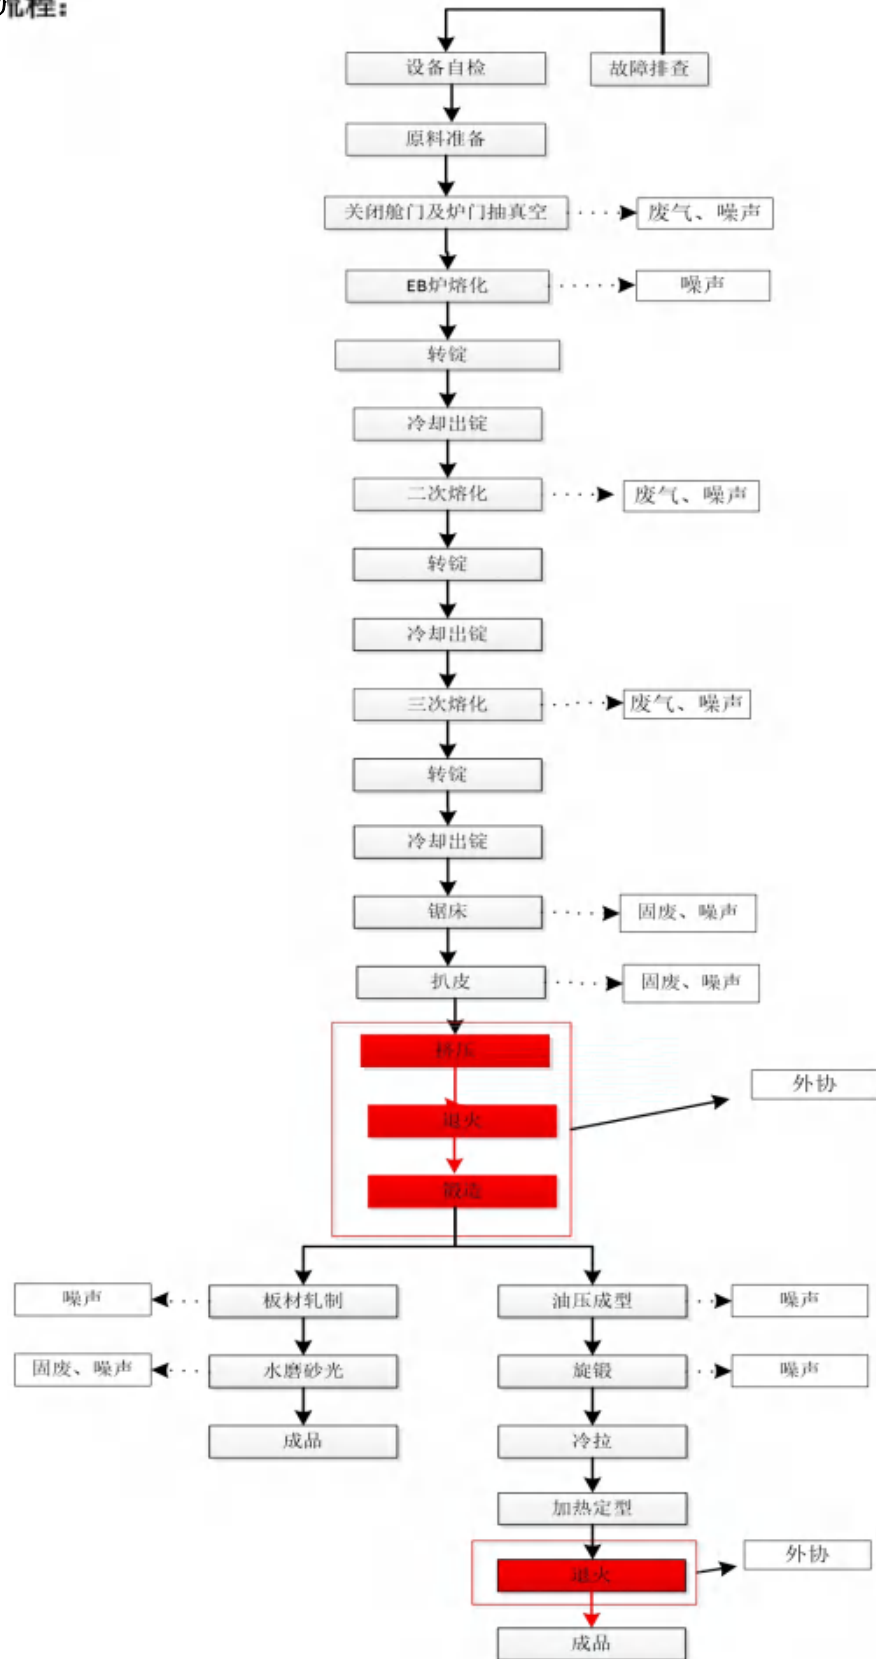 流程：
设备自检 故障排查
原料准备
关闭舱门及炉门抽真空 废气、噪声
EB炉熔化 噪声
转锭
冷却出锭
二次熔化 废气、噪声
转锭
冷却出锭
三次熔化 废气、噪声
转锭
冷却出锭
锯床 固废、噪声
扒皮 固废、噪声
挤压
外协
退火
锻造
噪声 板材轧制 油压成型 噪声
固废、噪声 水磨砂光 旋锻 噪声
成品 冷拉
加热定型
外协
退火
成品